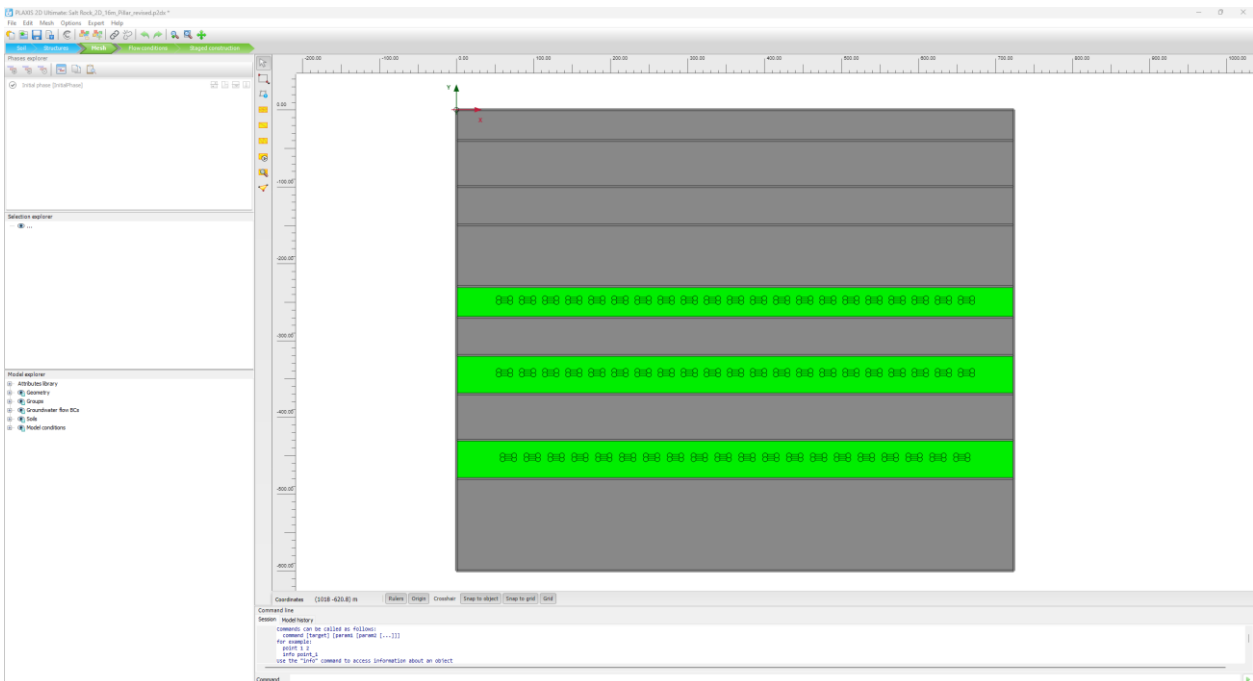 PLAXIS 2D Ultimate: Salt Rock_2D_16m_Pillar_revised.p2dx *
File Edit Mesh Options Expert Help
Soil Structures Mesh Flow conditions Staged construction
Phases explorer
Initial phase [InitialPhase]
Selection explorer
...
Model explorer
Attributes library
Geometry
Groups
Groundwater flow BCs
Soils
Model conditions
-200.00 -100.00 0.00 100.00 200.00 300.00 400.00 500.00 600.00 700.00 800.00 900.00 1000.00
Y
X
0.00
-100.00
-200.00
-300.00
-400.00
-500.00
-600.00
Coordinates (1018 -620.8) m Rulers Origin Crosshair Snap to object Snap to grid Grid
Command line
Session Model history
Commands can be called as follows:
command [target] [param1 [param2 [...]]]
For example:
point 1 2
info point_1
Use the "info" command to access information about an object
Command